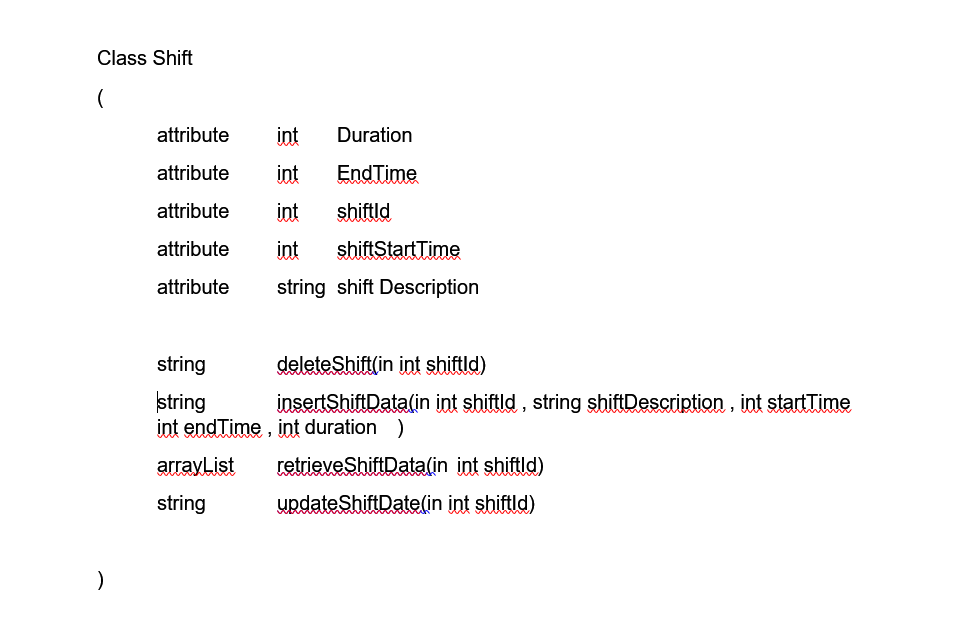 Class Shift
(
attribute int Duration
attribute int EndTime
attribute int shiftId
attribute int shiftStartTime
attribute string shift Description
string deleteShift(in int shiftId)
string insertShiftData(in int shiftId , string shiftDescription , int startTime
int endTime , int duration )
arrayList retrieveShiftData(in int shiftId)
string updateShiftDate(in int shiftId)
)